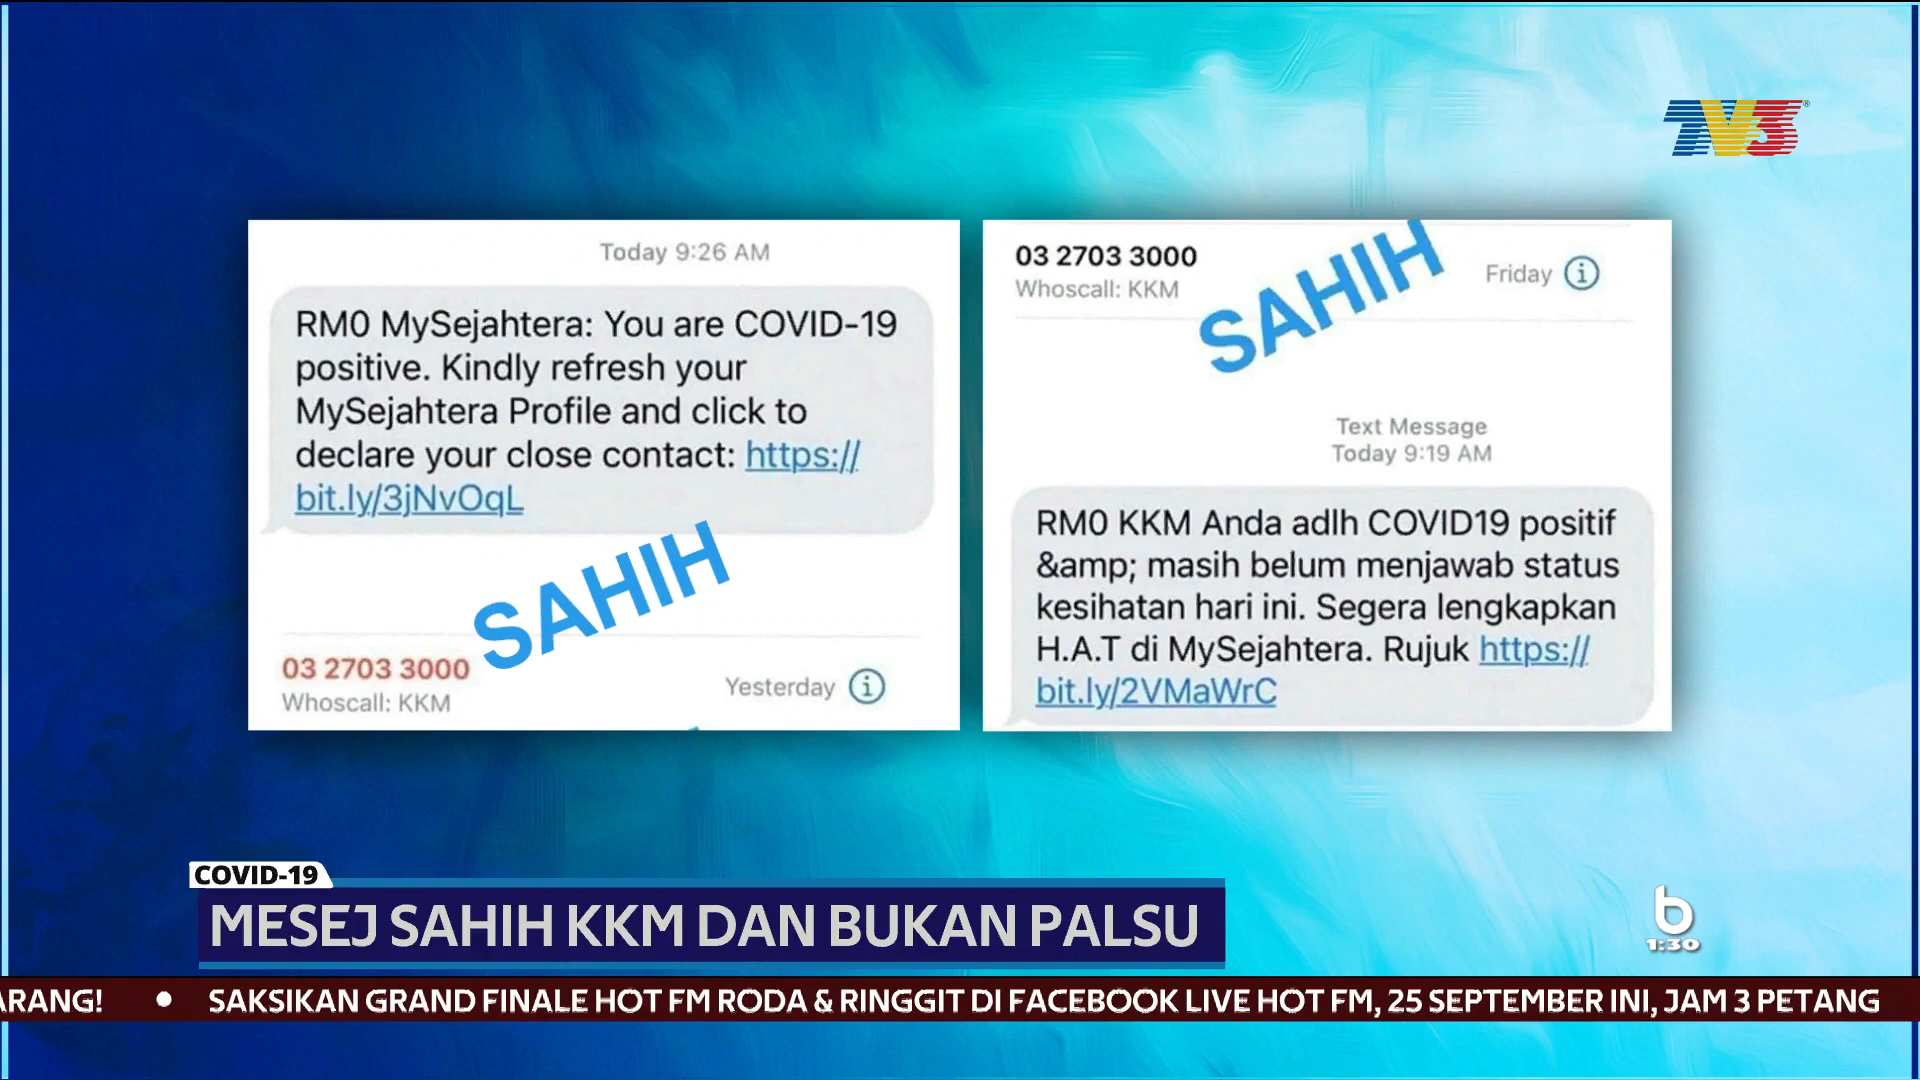 TV3®
Today 9:26 AM
RM0 MySejahtera: You are COVID-19
positive. Kindly refresh your
MySejahtera Profile and click to
declare your close contact: https://
bit.ly/3jNvOqL
SAHIH
03 2703 3000
Whoscall: KKM
Yesterday
03 2703 3000
Whoscall: KKM
SAHIH
Friday
Text Message
Today 9:19 AM
RM0 KKM Anda adlh COVID19 positif
&amp; masih belum menjawab status
kesihatan hari ini. Segera lengkapkan
H.A.T di MySejahtera. Rujuk https://
bit.ly/2VMaWrC
COVID-19
MESEJ SAHIH KKM DAN BUKAN PALSU
b
1:30
ARANG! • SAKSIKAN GRAND FINALE HOT FM RODA & RINGGIT DI FACEBOOK LIVE HOT FM, 25 SEPTEMBER INI, JAM 3 PETANG